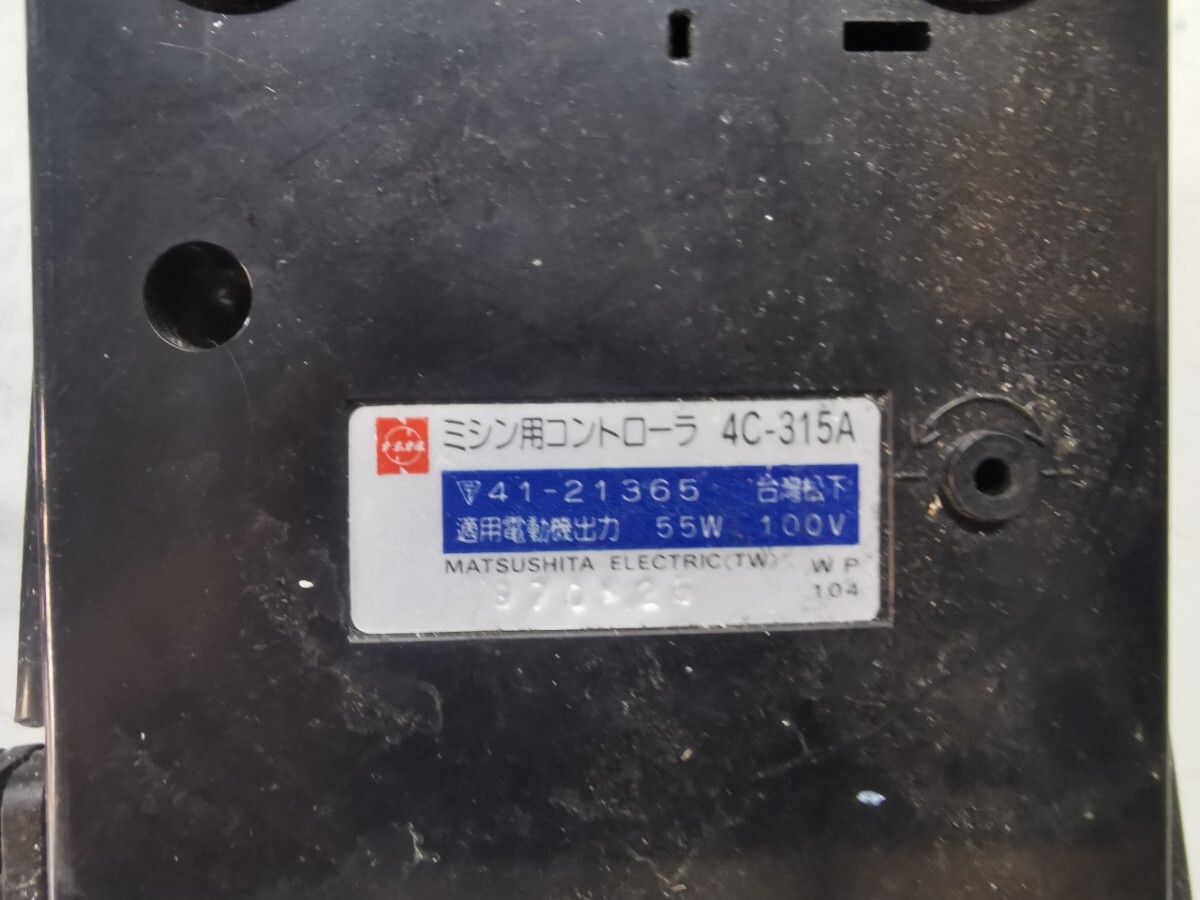 ミシン用コントローラ 4C-315A
41-21365 台灣松下
適用電動機出力 55W 100V
MATSUSHITA ELECTRIC(TW) WP
104